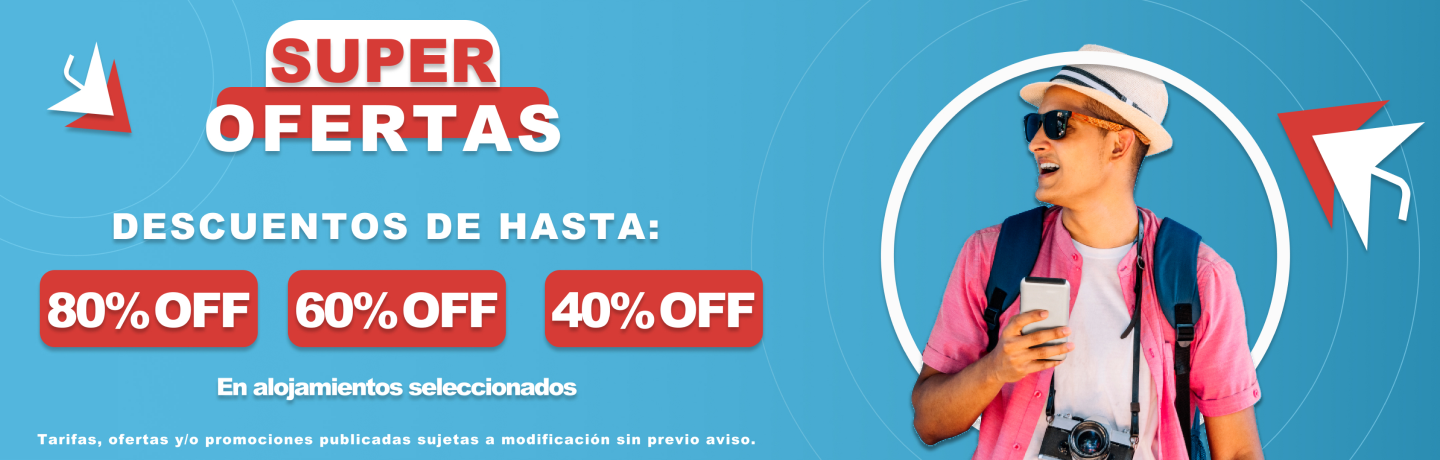 SUPER
OFERTAS
DESCUENTOS DE HASTA:
80% OFF
60% OFF
40% OFF
En alojamientos seleccionados
Tarifas, ofertas y/o promociones publicadas sujetas a modificación sin previo aviso.